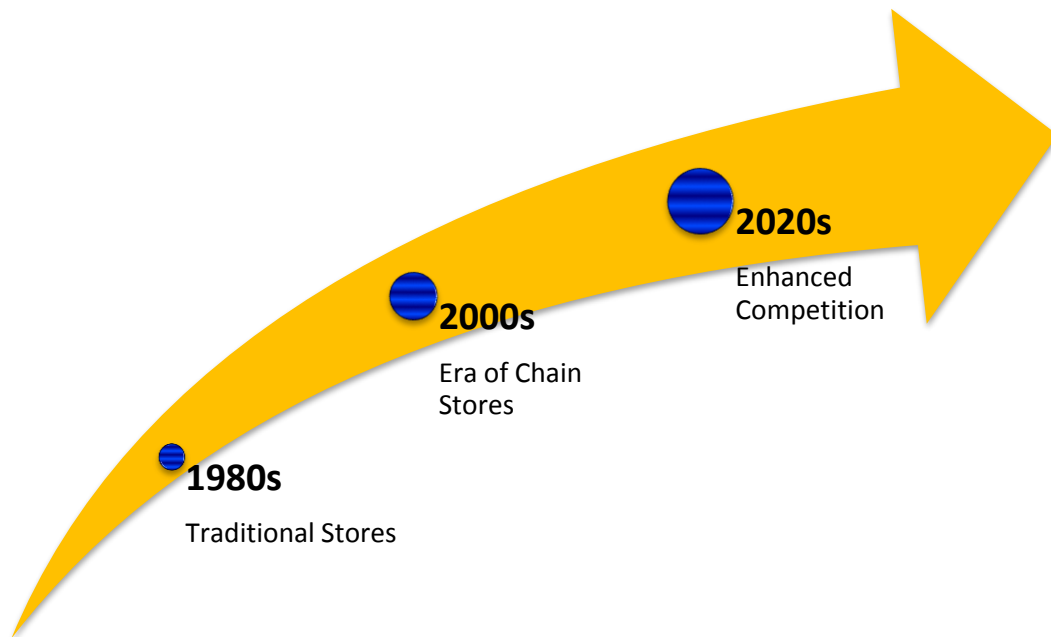 1980s
Traditional Stores
2000s
Era of Chain
Stores
2020s
Enhanced
Competition